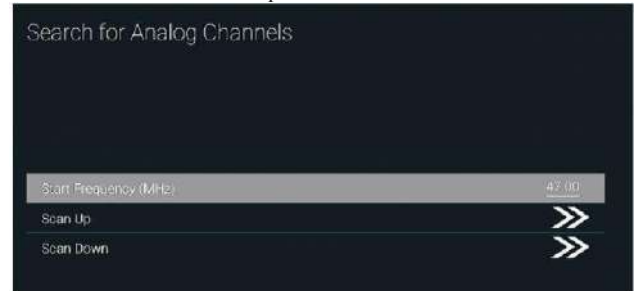 Search for Analog Channels
Start Frequency (MHz) 47.00
Scan Up
Scan Down